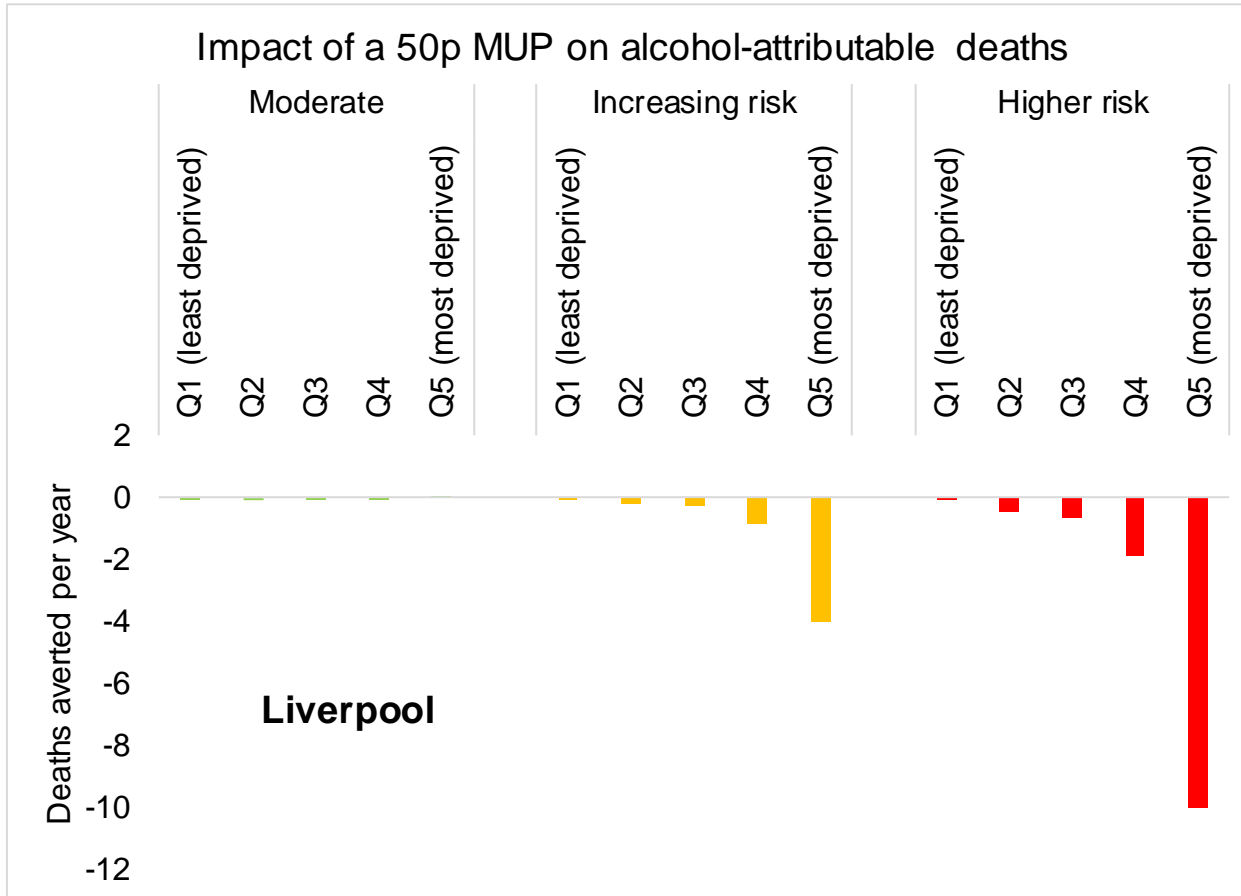 Impact of a 50p MUP on alcohol-attributable  deaths
Moderate
Increasing risk
Higher risk
Q1 (least deprived)
Q2
Q3
Q4
Q5 (most deprived)
Q1 (least deprived)
Q2
Q3
Q4
Q5 (most deprived)
Q1 (least deprived)
Q2
Q3
Q4
Q5 (most deprived)
Deaths averted per year
2
0
-2
-4
-6
-8
-10
-12
Liverpool